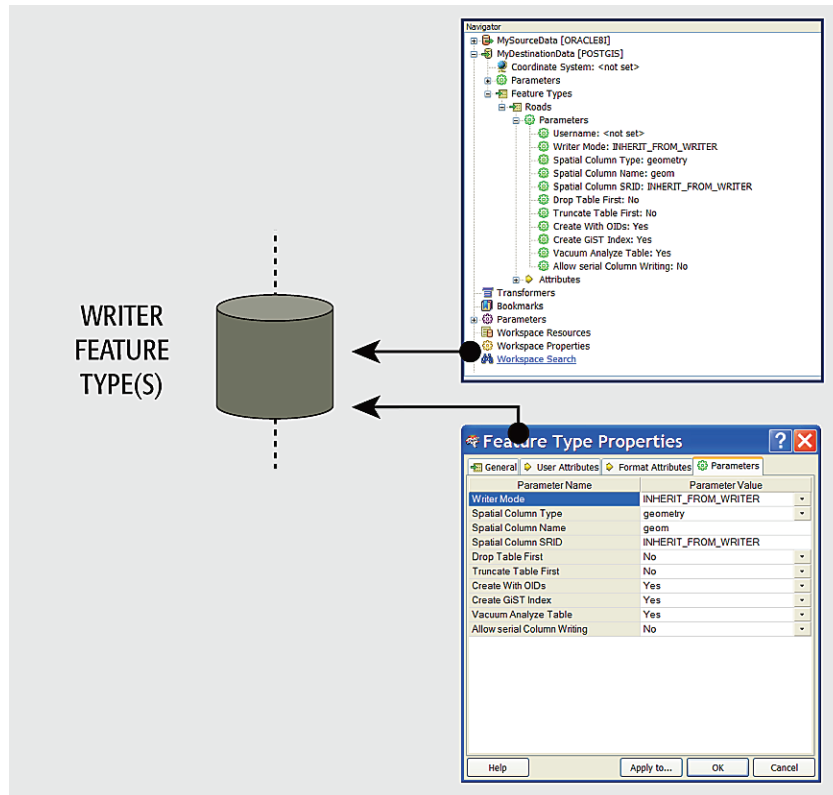 WRITER
FEATURE
TYPE(S)
Navigator
MySourceData [ORACLE8I]
MyDestinationData [POSTGIS]
Coordinate System: <not set>
Parameters
Feature Types
Roads
Parameters
Username: <not set>
Writer Mode: INHERIT_FROM_WRITER
Spatial Column Type: geometry
Spatial Column Name: geom
Spatial Column SRID: INHERIT_FROM_WRITER
Drop Table First: No
Truncate Table First: No
Create With OIDs: Yes
Create GiST Index: Yes
Vacuum Analyze Table: Yes
Allow serial Column Writing: No
Attributes
Transformers
Bookmarks
Parameters
Workspace Resources
Workspace Properties
Workspace Search
Feature Type Properties
General User Attributes Format Attributes Parameters
Parameter Name Parameter Value
Writer Mode INHERIT_FROM_WRITER
Spatial Column Type geometry
Spatial Column Name geom
Spatial Column SRID INHERIT_FROM_WRITER
Drop Table First No
Truncate Table First No
Create With OIDs Yes
Create GiST Index Yes
Vacuum Analyze Table Yes
Allow serial Column Writing No
Help Apply to... OK Cancel